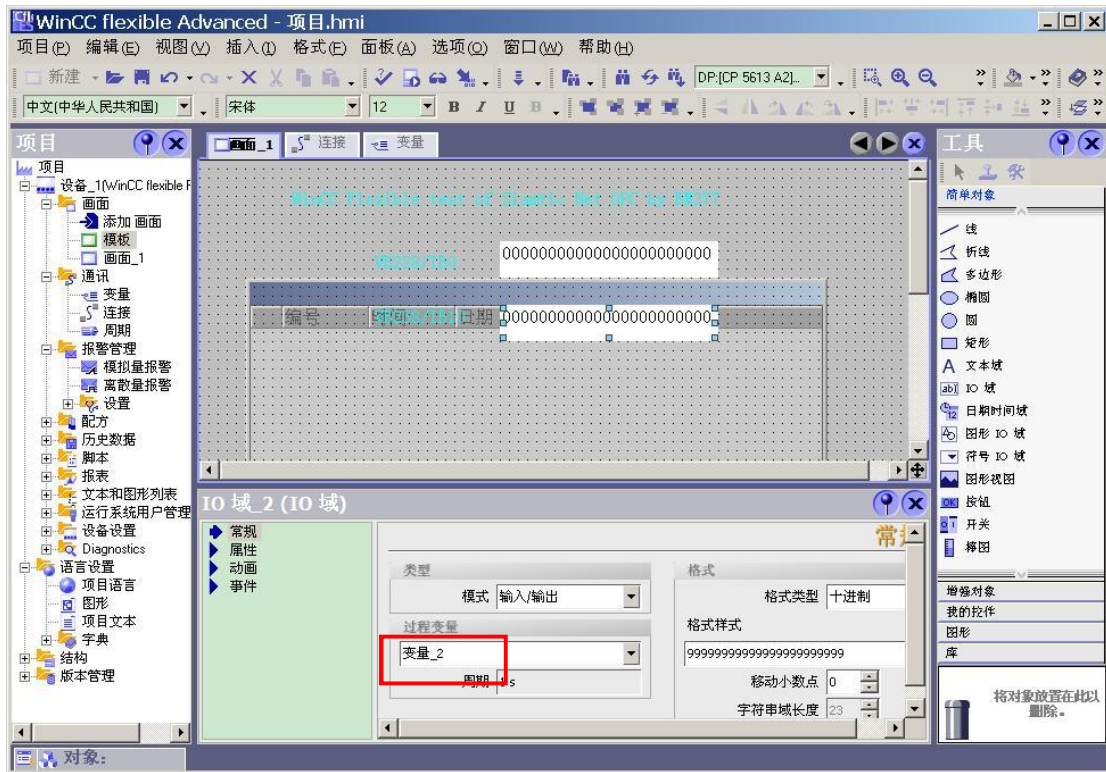 WinCC flexible Advanced - 项目.hmi
项目(P) 编辑(E) 视图(V) 插入(I) 格式(F) 面板(A) 选项(O) 窗口(W) 帮助(H)
新建 DP:[CP 5613 A2]...
中文(中华人民共和国) 宋体 12 B I U B
项目
项目
设备_1(WinCC flexible F
画面
添加 画面
模板
画面_1
通讯
变量
连接
周期
报警管理
模拟量报警
离散量报警
设置
配方
历史数据
脚本
报表
文本和图形列表
运行系统用户管理
设备设置
Diagnostics
语言设置
项目语言
图形
项目文本
字典
结构
版本管理
对象:
画面_1 连接 变量
WinCC Flexible test of Simatic Net OPC by
00000000000000000000000
编号 时间 日期 00000000000000000000000
IO 域_2 (IO 域)
常规
属性
动画
事件
类型
模式 输入/输出
过程变量
变量_2
周期 1 s
格式
格式类型 十进制
格式样式
99999999999999999999999
移动小数点 0
字符串域长度 23
工具
简单对象
线
折线
多边形
椭圆
圆
矩形
A 文本域
IO 域
日期时间域
图形 IO 域
符号 IO 域
图形视图
OK 按钮
开关
棒图
增强对象
我的控件
图形
库
将对象放置在此以
删除。